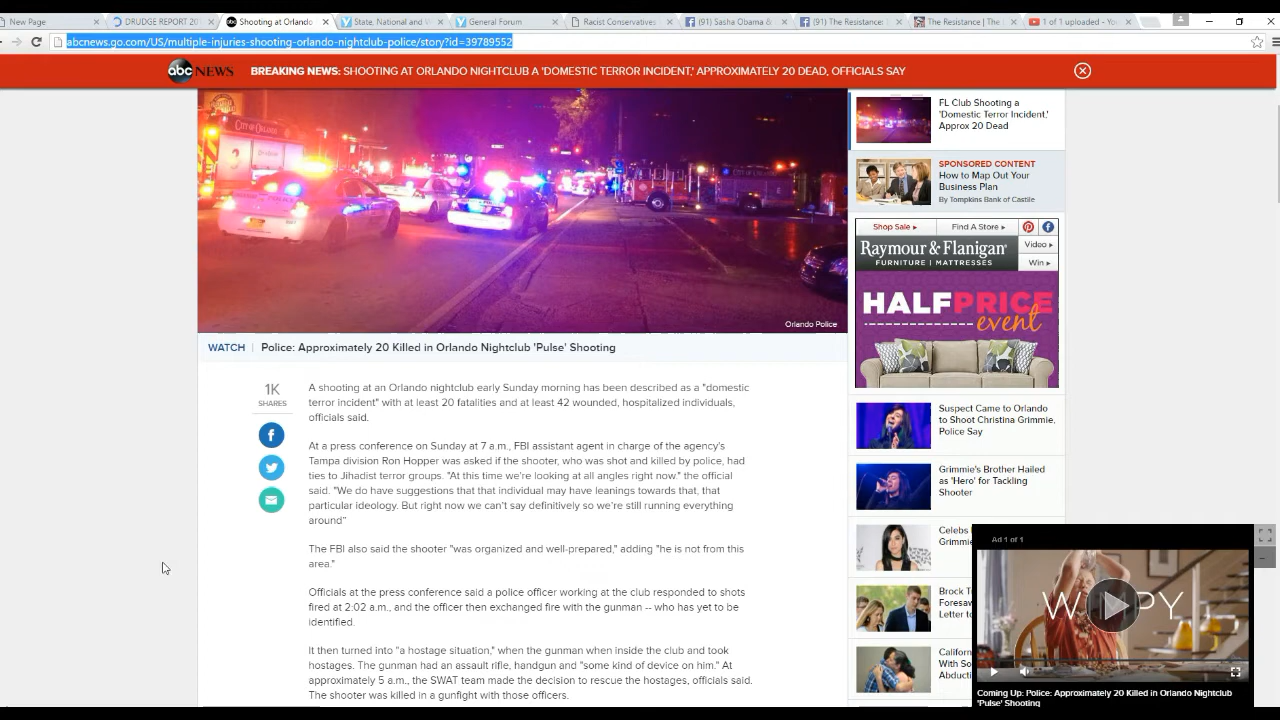 New Page
DRUDGE REPORT 201
Shooting at Orlando
State, National and W
General Forum
Racist Conservatives
(91) Sasha Obama &
(91) The Resistance:
The Resistance | The
1 of 1 uploaded - You
abcnews.go.com/US/multiple-injuries-shooting-orlando-nightclub-police/story?id=39789552
abc NEWS
BREAKING NEWS: SHOOTING AT ORLANDO NIGHTCLUB A 'DOMESTIC TERROR INCIDENT,' APPROXIMATELY 20 DEAD, OFFICIALS SAY
CITY OF ORLANDO
Orlando Police
WATCH | Police: Approximately 20 Killed in Orlando Nightclub 'Pulse' Shooting
1K
SHARES
A shooting at an Orlando nightclub early Sunday morning has been described as a "domestic
terror incident" with at least 20 fatalities and at least 42 wounded, hospitalized individuals,
officials said.
At a press conference on Sunday at 7 a.m., FBI assistant agent in charge of the agency's
Tampa division Ron Hopper was asked if the shooter, who was shot and killed by police, had
ties to Jihadist terror groups. "At this time we're looking at all angles right now." the official
said. "We do have suggestions that that individual may have leanings towards that, that
particular ideology. But right now we can't say definitively so we're still running everything
around"
The FBI also said the shooter "was organized and well-prepared," adding "he is not from this
area."
Officials at the press conference said a police officer working at the club responded to shots
fired at 2:02 a.m., and the officer then exchanged fire with the gunman -- who has yet to be
identified.
It then turned into "a hostage situation," when the gunman when inside the club and took
hostages. The gunman had an assault rifle, handgun and "some kind of device on him." At
approximately 5 a.m., the SWAT team made the decision to rescue the hostages, officials said.
The shooter was killed in a gunfight with those officers.
FL Club Shooting a
'Domestic Terror Incident,'
Approx 20 Dead
SPONSORED CONTENT
How to Map Out Your
Business Plan
By Tompkins Bank of Castile
Shop Sale
Find A Store
Raymour & Flanigan
FURNITURE | MATTRESSES
Video
Win
HALF PRICE
event
Suspect Came to Orlando
to Shoot Christina Grimmie,
Police Say
Grimmie's Brother Hailed
as 'Hero' for Tackling
Shooter
Celebs
Grimmie
Brock T
Foresaw
Letter to
Californ
With So
Abducti
Ad 1 of 1
Coming Up: Police: Approximately 20 Killed in Orlando Nightclub
'Pulse' Shooting